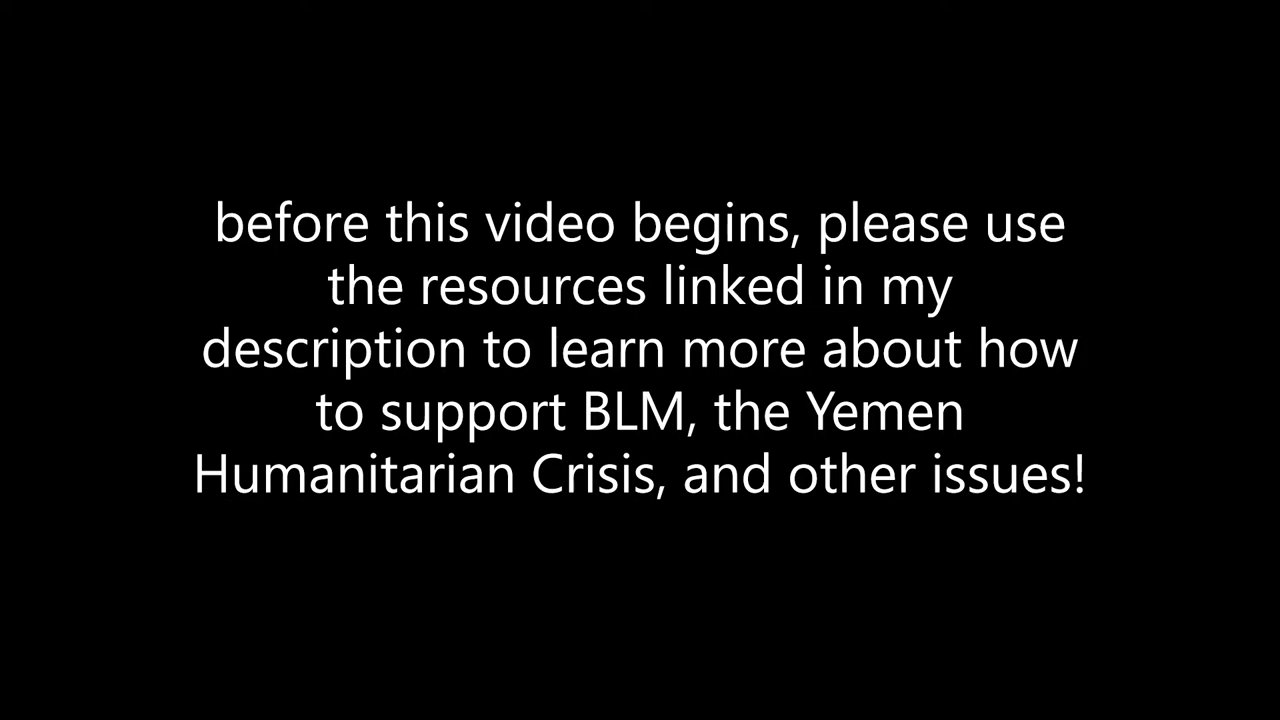 before this video begins, please use
the resources linked in my
description to learn more about how
to support BLM, the Yemen
Humanitarian Crisis, and other issues!